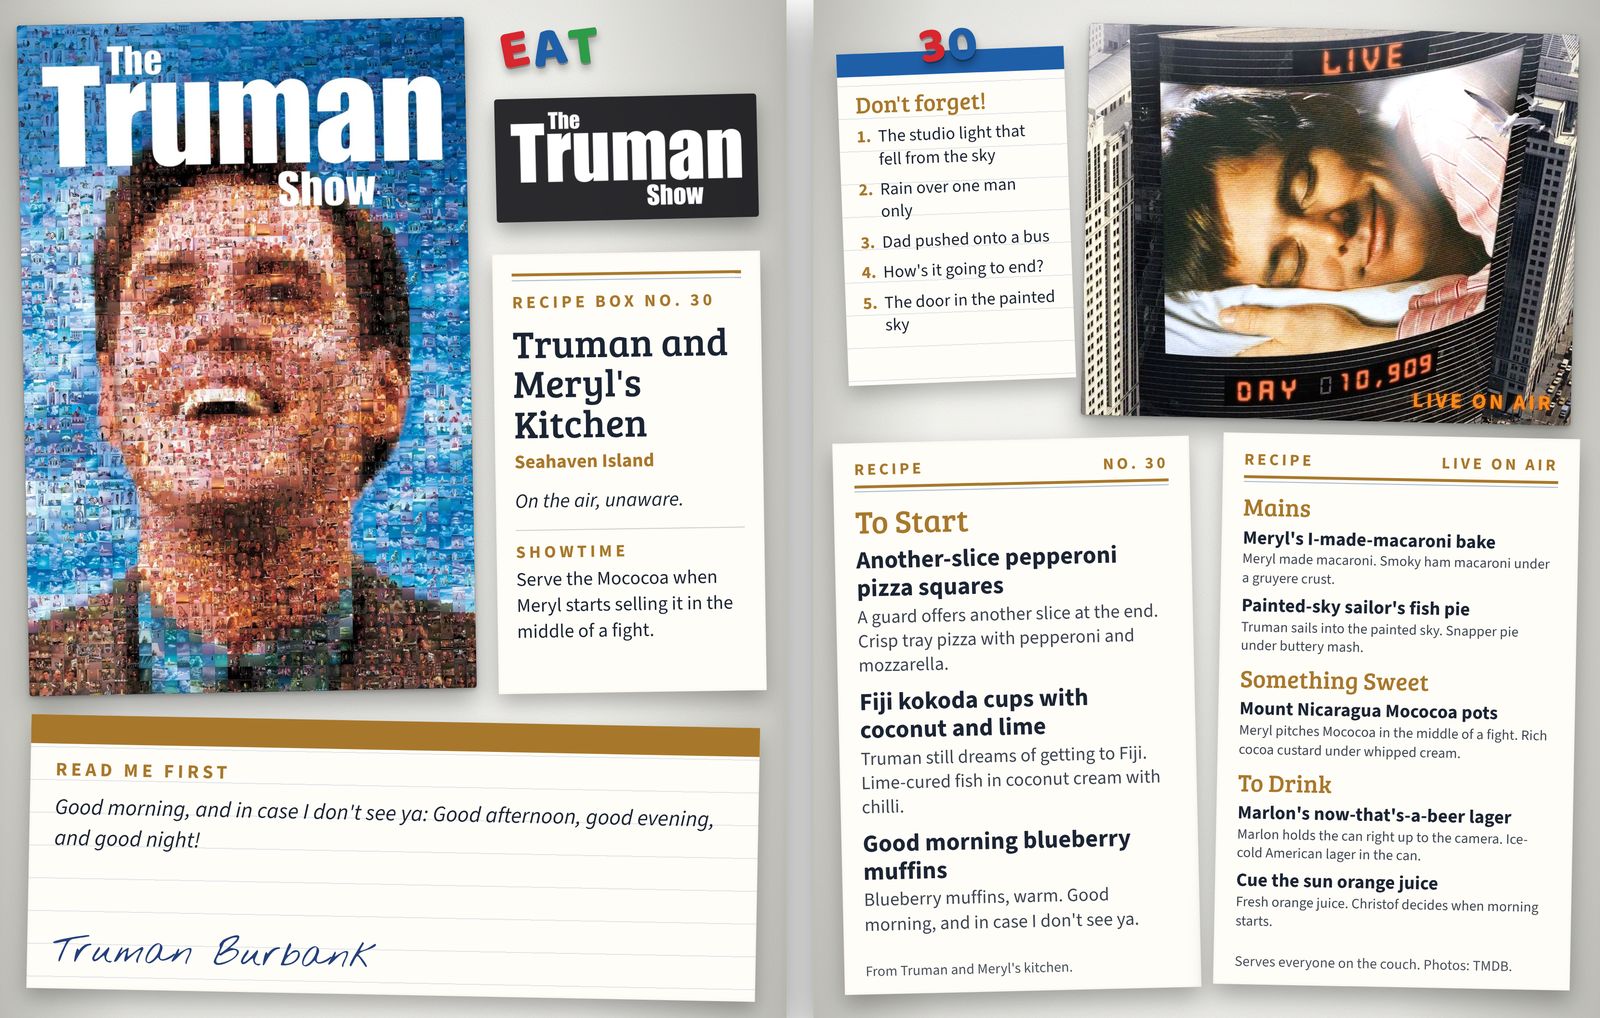 The
Truman
Show
EAT
The
Truman
Show
RECIPE BOX NO. 30
Truman and
Meryl's
Kitchen
Seahaven Island
On the air, unaware.
SHOWTIME
Serve the Mococoa when
Meryl starts selling it in the
middle of a fight.
READ ME FIRST
Good morning, and in case I don't see ya: Good afternoon, good evening,
and good night!
Truman Burbank
30
Don't forget!
1. The studio light that
fell from the sky
2. Rain over one man
only
3. Dad pushed onto a bus
4. How's it going to end?
5. The door in the painted
sky
LIVE
DAY 10,909
LIVE ON AIR
RECIPE NO. 30
To Start
Another-slice pepperoni
pizza squares
A guard offers another slice at the end.
Crisp tray pizza with pepperoni and
mozzarella.
Fiji kokoda cups with
coconut and lime
Truman still dreams of getting to Fiji.
Lime-cured fish in coconut cream with
chilli.
Good morning blueberry
muffins
Blueberry muffins, warm. Good
morning, and in case I don't see ya.
From Truman and Meryl's kitchen.
RECIPE LIVE ON AIR
Mains
Meryl's I-made-macaroni bake
Meryl made macaroni. Smoky ham macaroni under
a gruyere crust.
Painted-sky sailor's fish pie
Truman sails into the painted sky. Snapper pie
under buttery mash.
Something Sweet
Mount Nicaragua Mococoa pots
Meryl pitches Mococoa in the middle of a fight. Rich
cocoa custard under whipped cream.
To Drink
Marlon's now-that's-a-beer lager
Marlon holds the can right up to the camera. Ice-
cold American lager in the can.
Cue the sun orange juice
Fresh orange juice. Christof decides when morning
starts.
Serves everyone on the couch. Photos: TMDB.